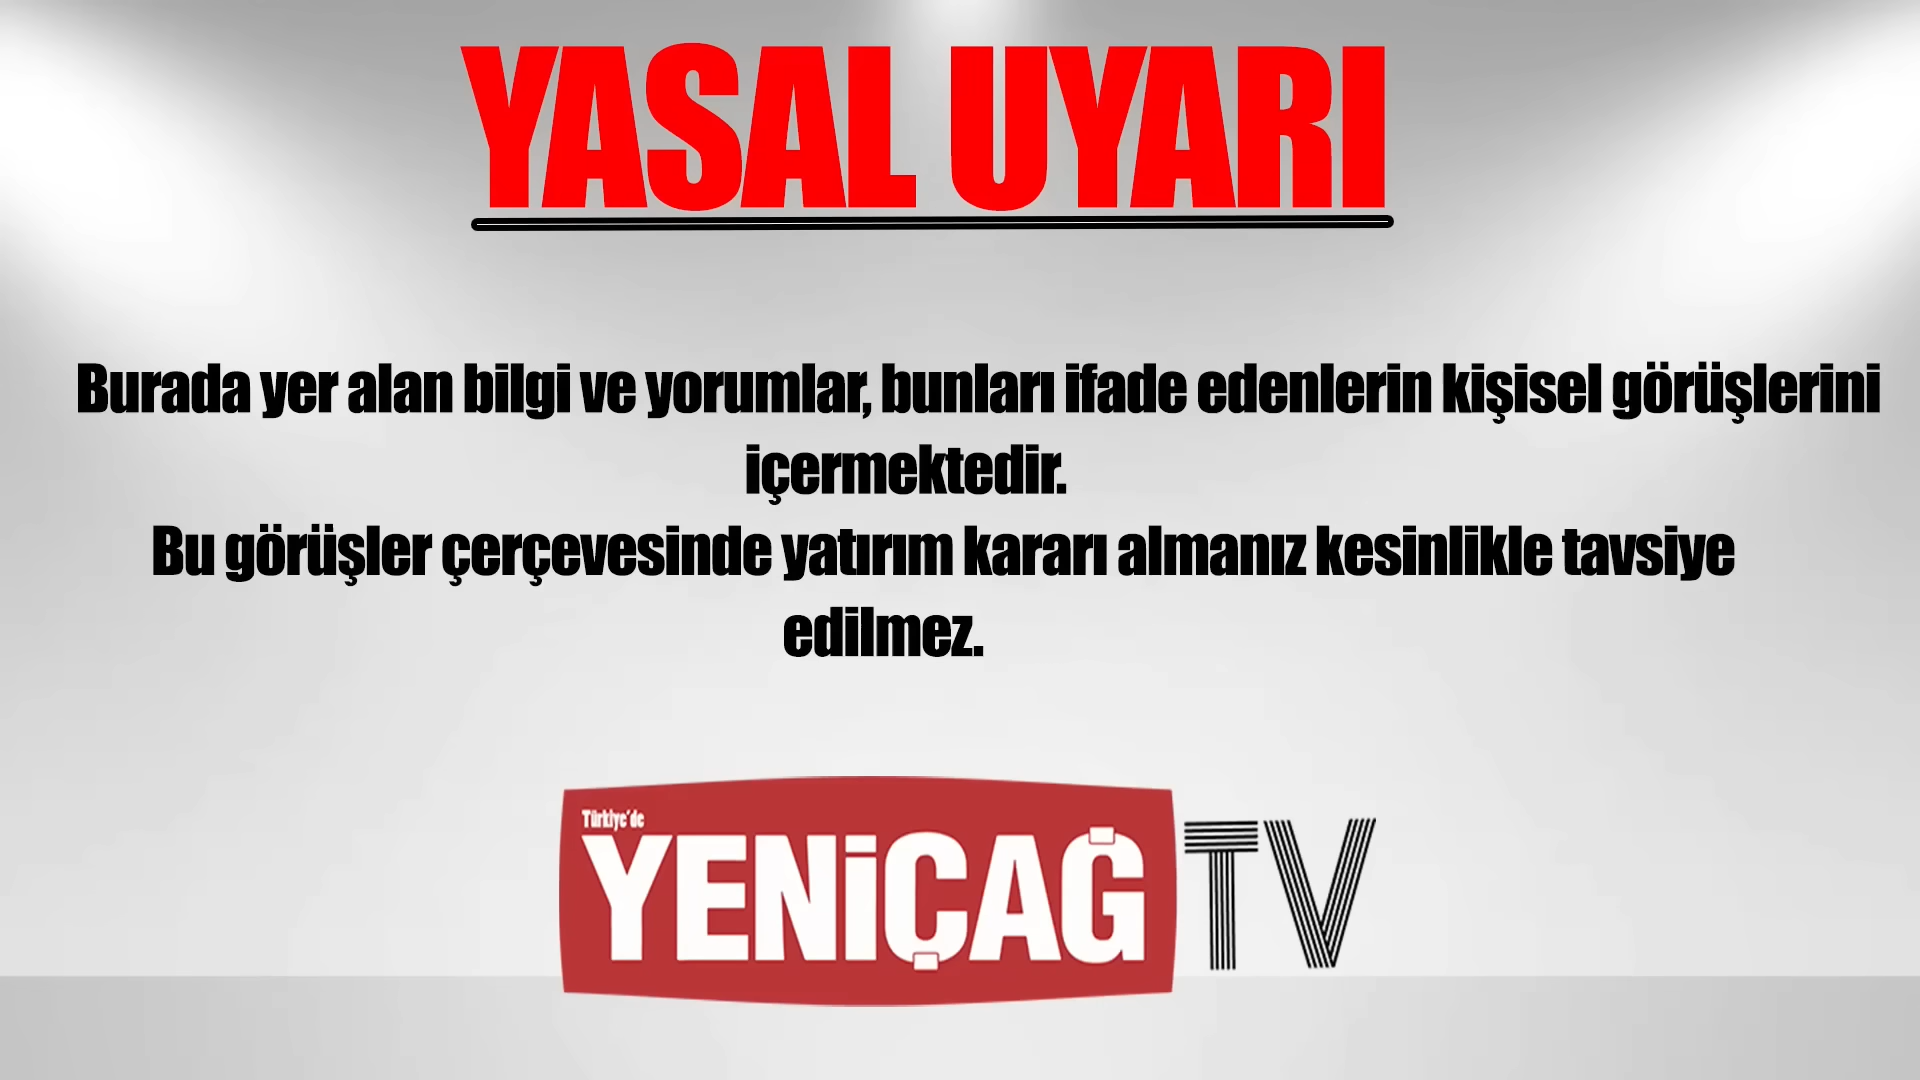 YASAL UYARI
Burada yer alan bilgi ve yorumlar, bunları ifade edenlerin kişisel görüşlerini
içermektedir.
Bu görüşler çerçevesinde yatırım kararı almanız kesinlikle tavsiye
edilmez.
Türkiye'de
YENİÇAĞ TV